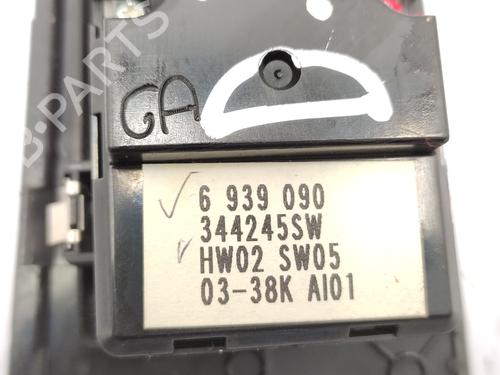 B-PARTS
GA
6 939 090
344245SW
HW02 SW05
03-38K AI01